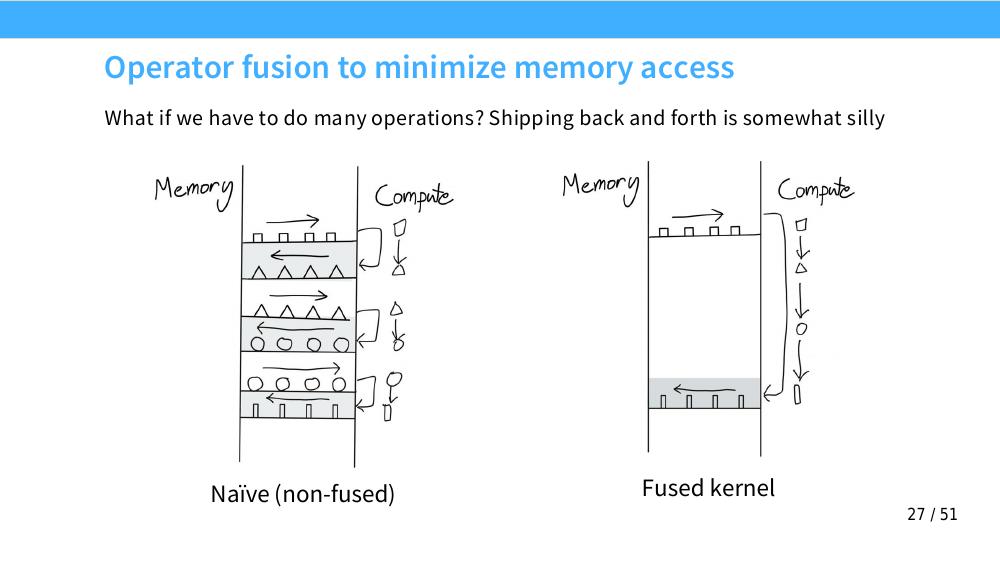 Operator fusion to minimize memory access
What if we have to do many operations? Shipping back and forth is somewhat silly
Memory
Compute
Memory
Compute
Naïve (non-fused)
Fused kernel
27 / 51